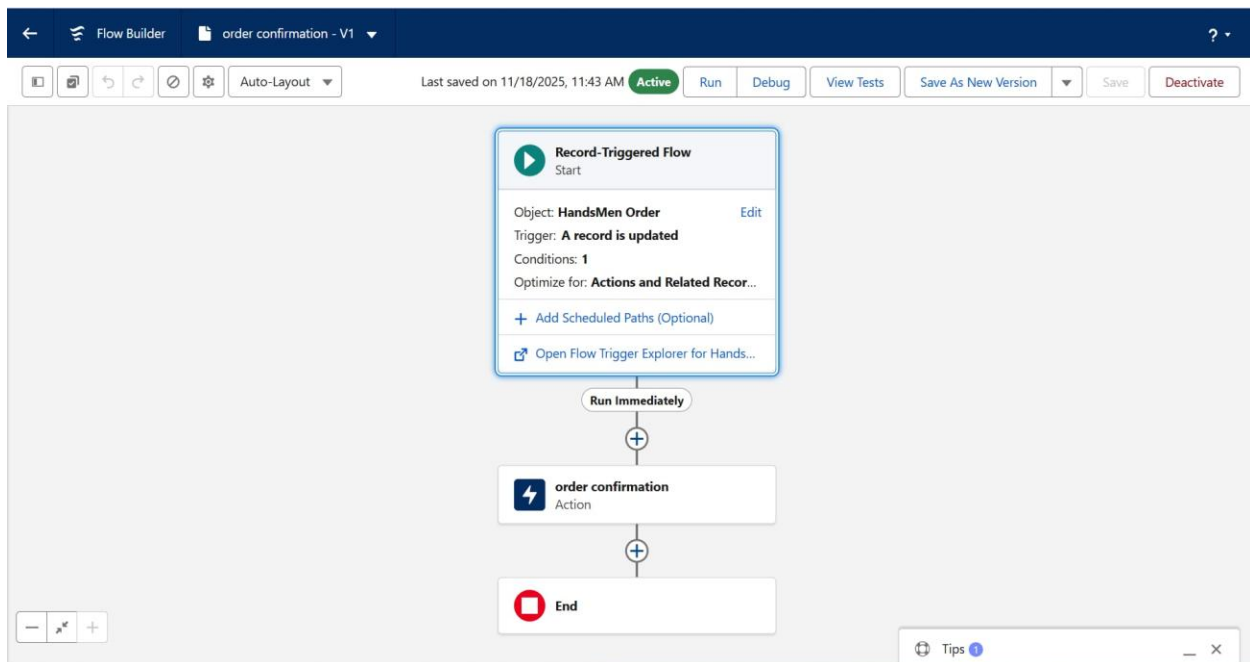 Flow Builder
order confirmation - V1
?
Auto-Layout
Last saved on 11/18/2025, 11:43 AM
Active
Run
Debug
View Tests
Save As New Version
Save
Deactivate
Record-Triggered Flow
Start
Object: HandsMen Order
Edit
Trigger: A record is updated
Conditions: 1
Optimize for: Actions and Related Recor...
+ Add Scheduled Paths (Optional)
Open Flow Trigger Explorer for Hands...
Run Immediately
order confirmation
Action
End
Tips 1